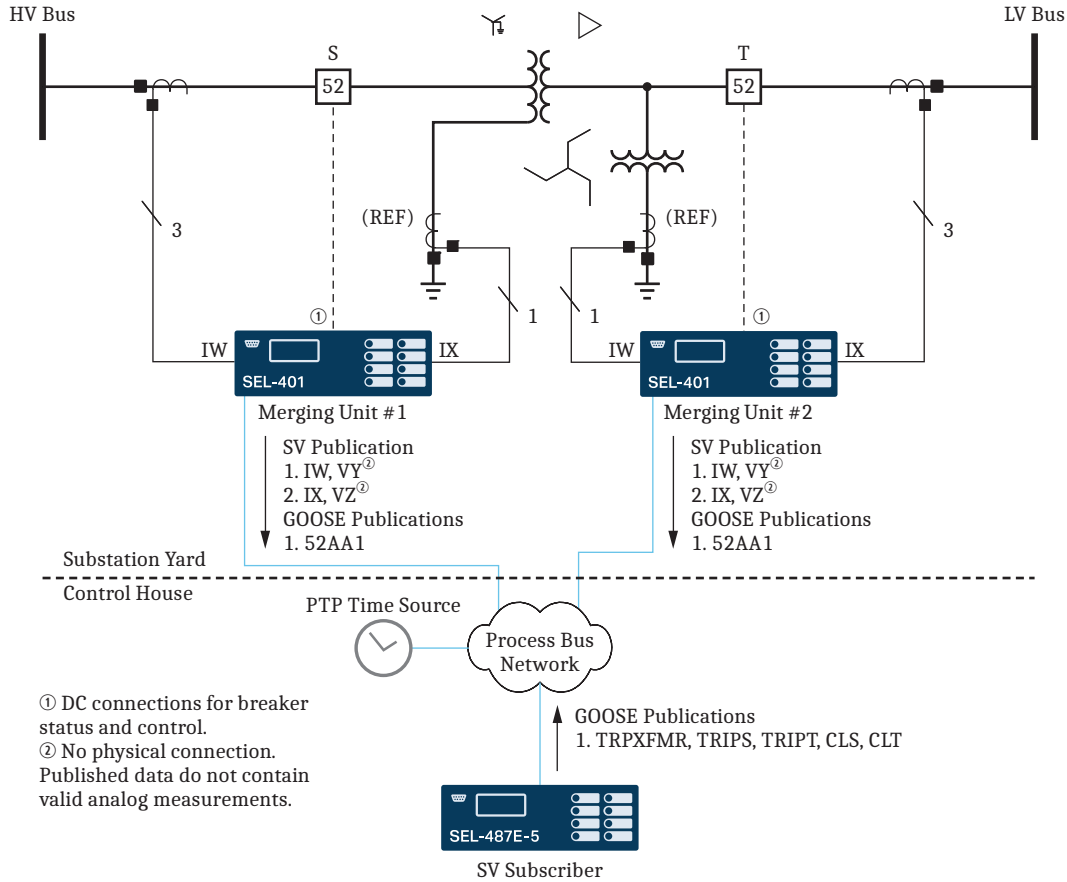 HV Bus
LV Bus
S
T
52
52
(REF)
(REF)
3
3
1
1
①
①
IW
IX
IW
IX
SEL-401
SEL-401
Merging Unit #1
Merging Unit #2
SV Publication
1. IW, VY②
2. IX, VZ②
GOOSE Publications
1. 52AA1
SV Publication
1. IW, VY②
2. IX, VZ②
GOOSE Publications
1. 52AA1
Substation Yard
Control House
PTP Time Source
Process Bus
Network
① DC connections for breaker
status and control.
② No physical connection.
Published data do not contain
valid analog measurements.
GOOSE Publications
1. TRPXFMR, TRIPS, TRIPT, CLS, CLT
SEL-487E-5
SV Subscriber